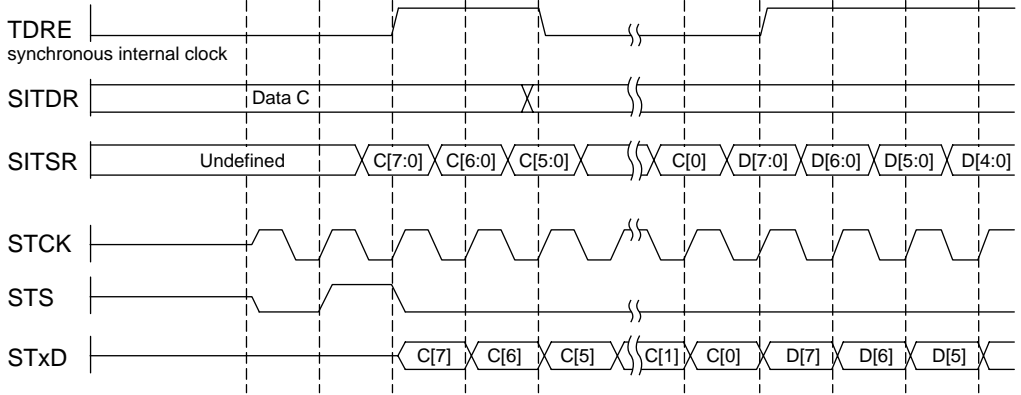 TDRE
synchronous internal clock
SITDR Data C
SITSR Undefined C[7:0] C[6:0] C[5:0] C[0] D[7:0] D[6:0] D[5:0] D[4:0]
STCK
STS
STxD C[7] C[6] C[5] C[1] C[0] D[7] D[6] D[5]